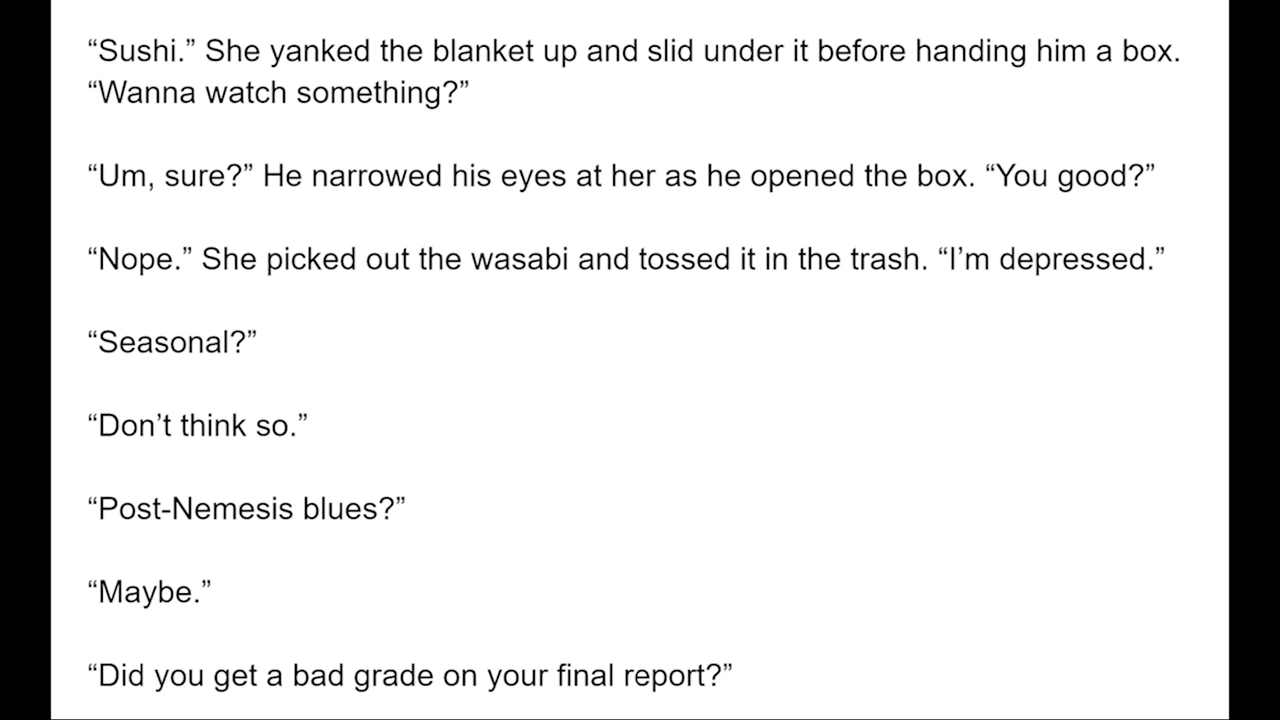 “Sushi.” She yanked the blanket up and slid under it before handing him a box.
“Wanna watch something?”
“Um, sure?” He narrowed his eyes at her as he opened the box. “You good?”
“Nope.” She picked out the wasabi and tossed it in the trash. “I’m depressed.”
“Seasonal?”
“Don’t think so.”
“Post-Nemesis blues?”
“Maybe.”
“Did you get a bad grade on your final report?”